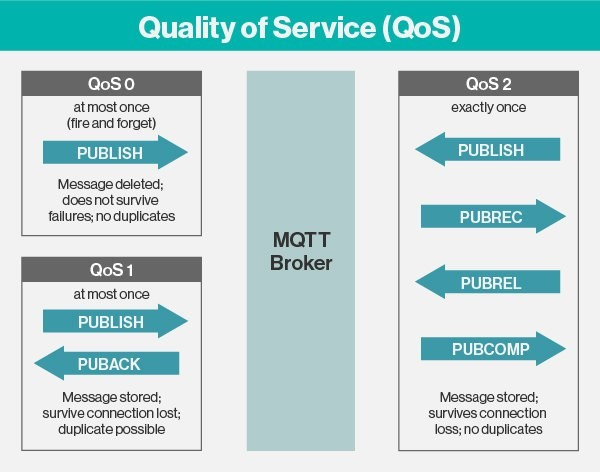 Quality of Service (QoS)
QoS 0
at most once
(fire and forget)
PUBLISH
Message deleted;
does not survive
failures; no duplicates
QoS 1
at most once
PUBLISH
PUBACK
Message stored;
survive connection lost;
duplicate possible
MQTT
Broker
QoS 2
exactly once
PUBLISH
PUBREC
PUBREL
PUBCOMP
Message stored;
survives connection
loss; no duplicates